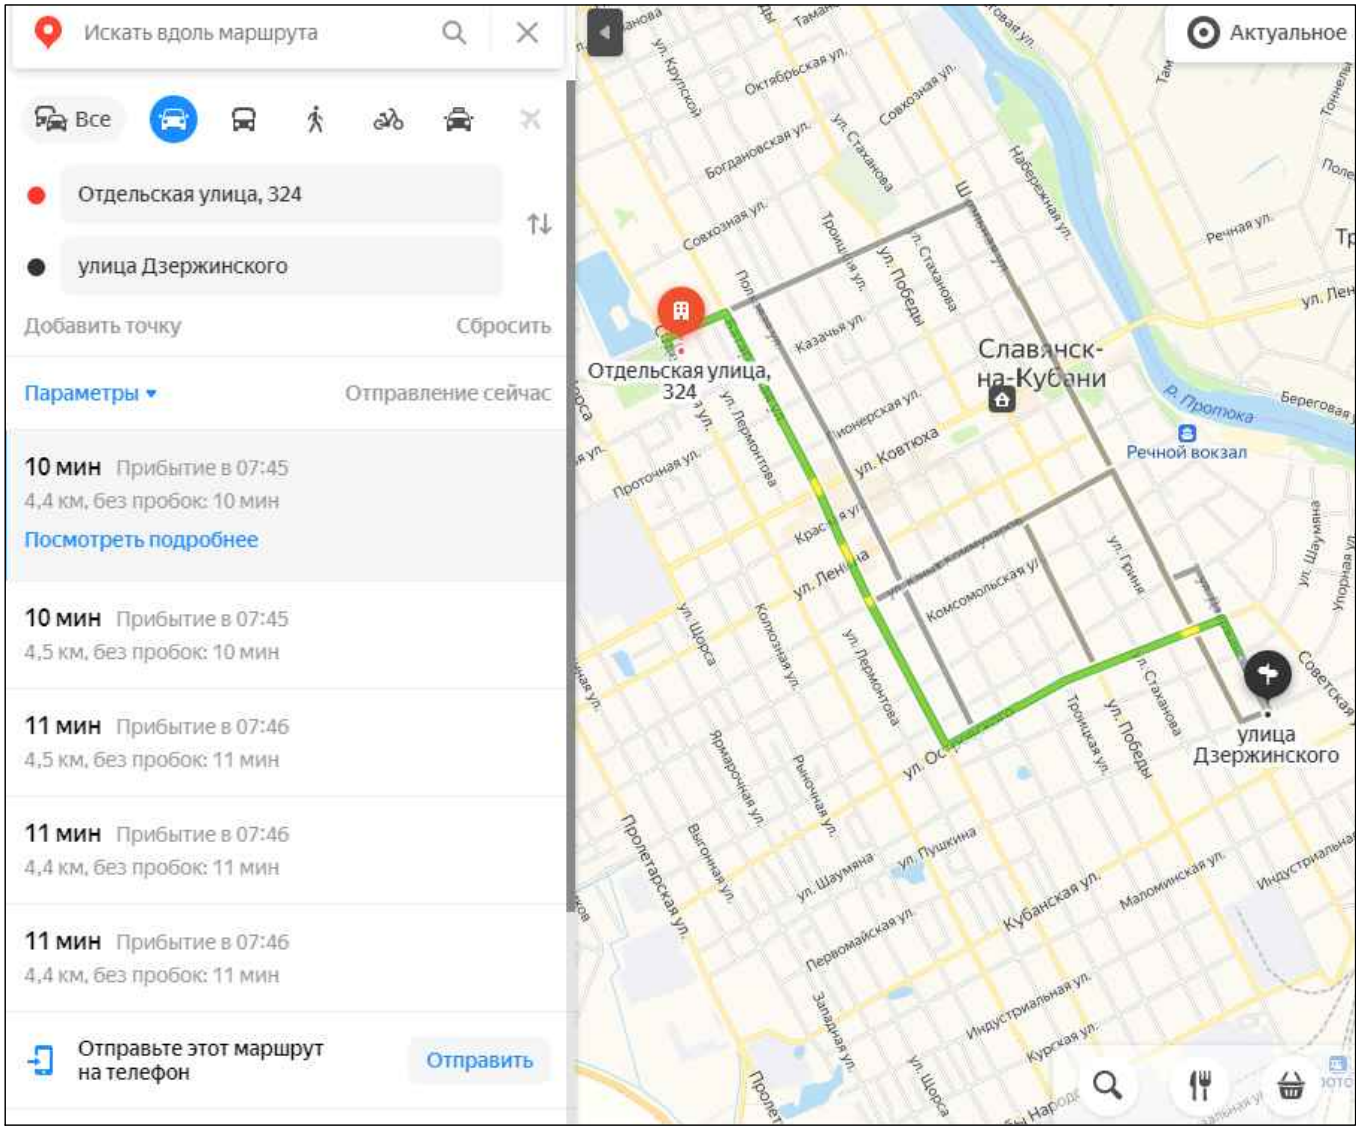 Искать вдоль маршрута
Все
Отдельская улица, 324
улица Дзержинского
Добавить точку
Сбросить
Параметры
Отправление сейчас
10 мин Прибытие в 07:45
4,4 км, без пробок: 10 мин
Посмотреть подробнее
10 мин Прибытие в 07:45
4,5 км, без пробок: 10 мин
11 мин Прибытие в 07:46
4,5 км, без пробок: 11 мин
11 мин Прибытие в 07:46
4,4 км, без пробок: 11 мин
11 мин Прибытие в 07:46
4,4 км, без пробок: 11 мин
Отправьте этот маршрут
на телефон
Отправить
Актуальное
ул. Крупской
Октябрьская ул.
Совхозная ул.
Богдановская ул.
ул. Стаханова
Набережная ул.
Совхозная ул.
Троицкая ул.
ул. Победы
ул. Стаханова
Речная ул.
Казачья ул.
Славянск-
на-Кубани
Отдельская улица,
324
ул. Лермонтова
Проточная ул.
ул. Ковтюха
р. Протока
Береговая
Речной вокзал
ул. Ленина
ул. Шаумяна
Упорная ул.
Комсомольская ул
ул. Гриня
ул. Щорса
Колхозная ул.
ул. Лермонтова
Советская
Троицкая ул.
ул. Победы
ул. Стаханова
улица
Дзержинского
Ярмарочная ул.
Рыночная ул.
Пролетарская ул.
Выгонная ул.
ул. Шаумяна
ул. Пушкина
Кубанская ул.
Маломинская ул.
Индустриальная
Первомайская ул.
Западная ул.
Индустриальная ул.
Курская ул.
ул. Щорса